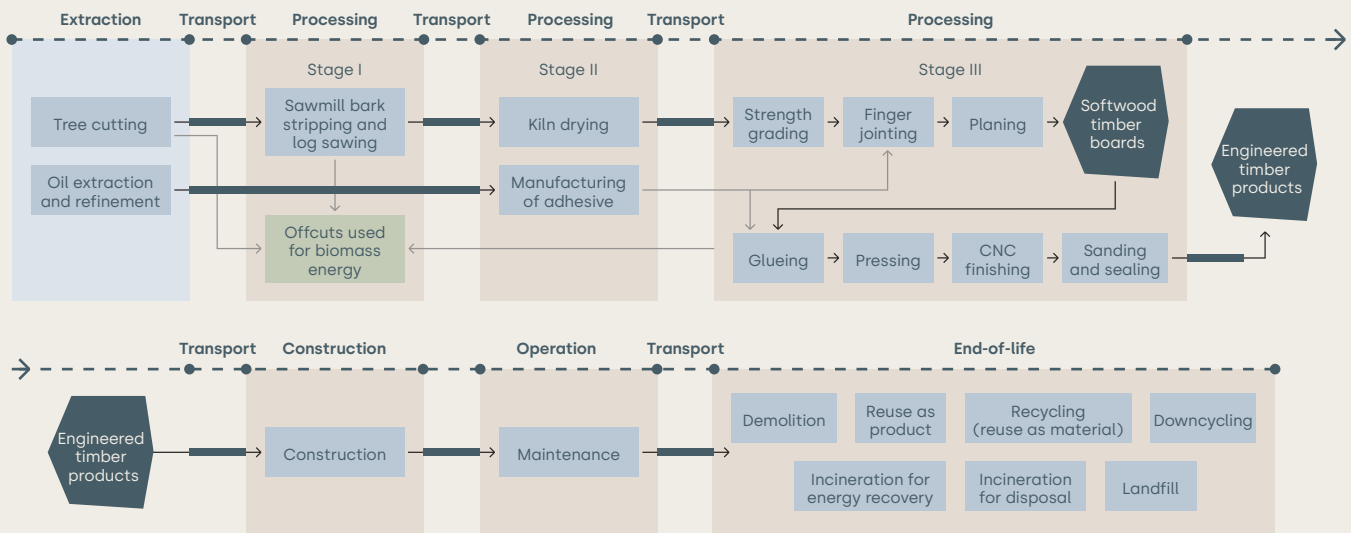 Extraction
Transport
Processing
Transport
Processing
Transport
Processing
Stage I
Stage II
Stage III
Tree cutting
Sawmill bark
stripping and
log sawing
Kiln drying
Strength
grading
Finger
jointing
Planing
Softwood
timber
boards
Engineered
timber
products
Oil extraction
and refinement
Manufacturing
of adhesive
Offcuts used
for biomass
energy
Glueing
Pressing
CNC
finishing
Sanding
and sealing
Transport
Construction
Operation
Transport
End-of-life
Engineered
timber
products
Construction
Maintenance
Demolition
Reuse as
product
Recycling
(reuse as material)
Downcycling
Incineration for
energy recovery
Incineration
for disposal
Landfill